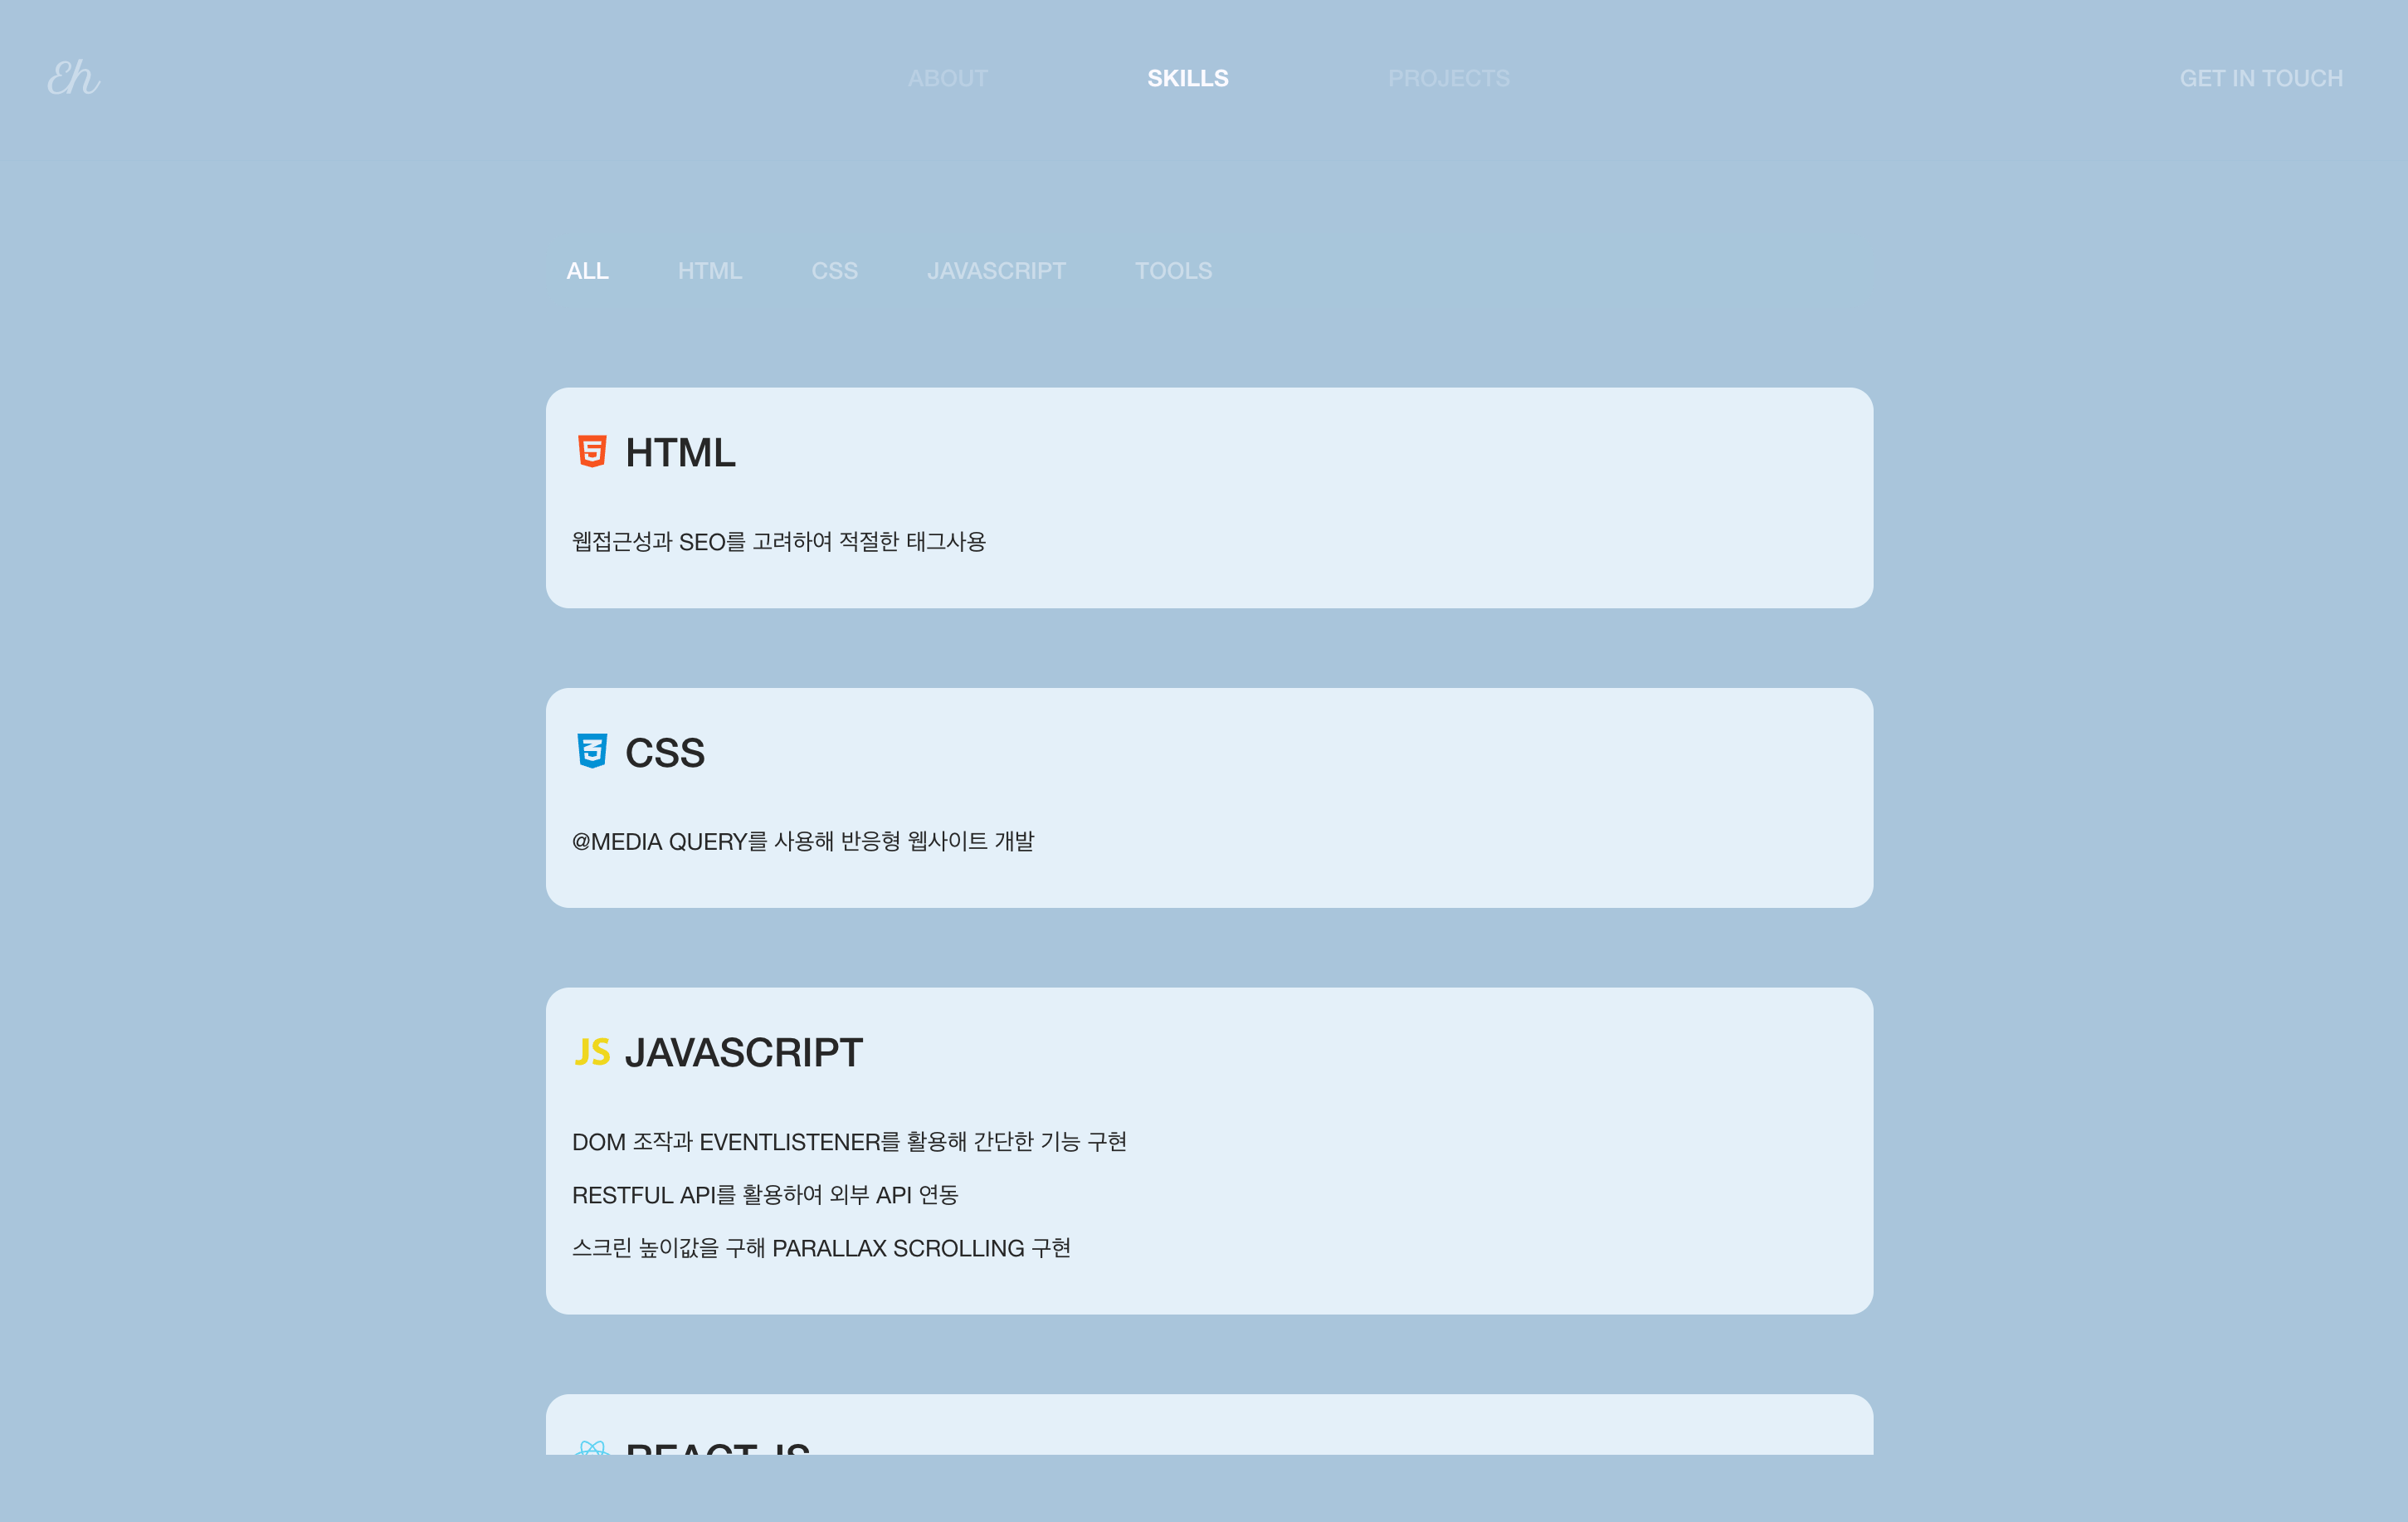 Eh
ABOUT
SKILLS
PROJECTS
GET IN TOUCH
ALL
HTML
CSS
JAVASCRIPT
TOOLS
HTML
웹접근성과 SEO를 고려하여 적절한 태그사용
CSS
@MEDIA QUERY를 사용해 반응형 웹사이트 개발
JS JAVASCRIPT
DOM 조작과 EVENTLISTENER를 활용해 간단한 기능 구현
RESTFUL API를 활용하여 외부 API 연동
스크린 높이값을 구해 PARALLAX SCROLLING 구현
REACT JS